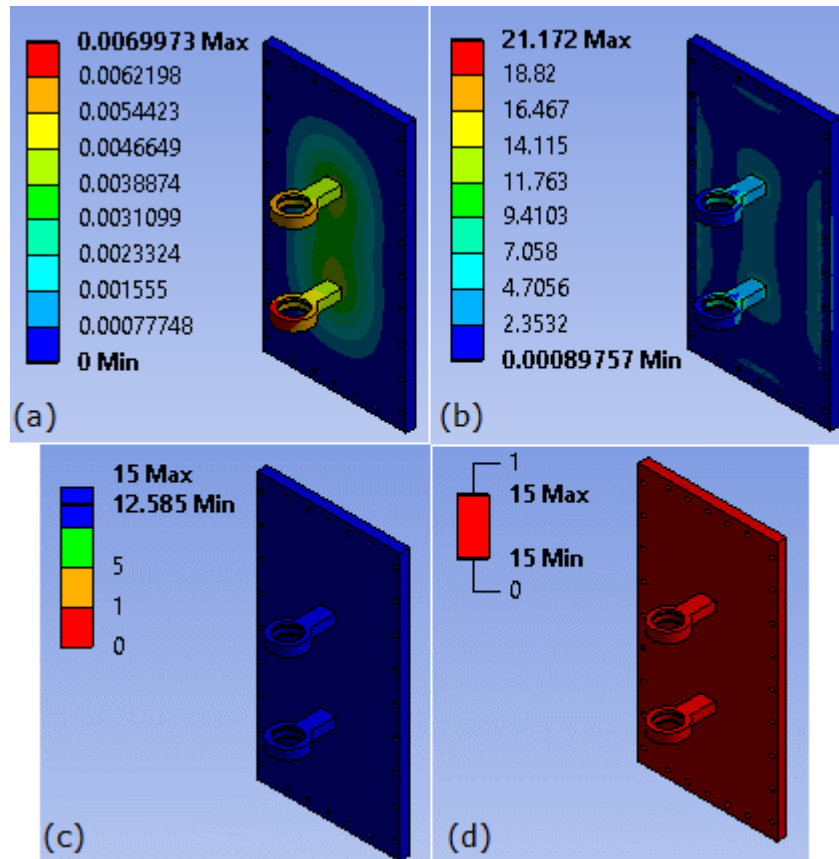 0.0069973 Max
0.0062198
0.0054423
0.0046649
0.0038874
0.0031099
0.0023324
0.001555
0.00077748
0 Min
(a)
21.172 Max
18.82
16.467
14.115
11.763
9.4103
7.058
4.7056
2.3532
0.00089757 Min
(b)
15 Max
12.585 Min
5
1
0
(c)
1
15 Max
15 Min
0
(d)